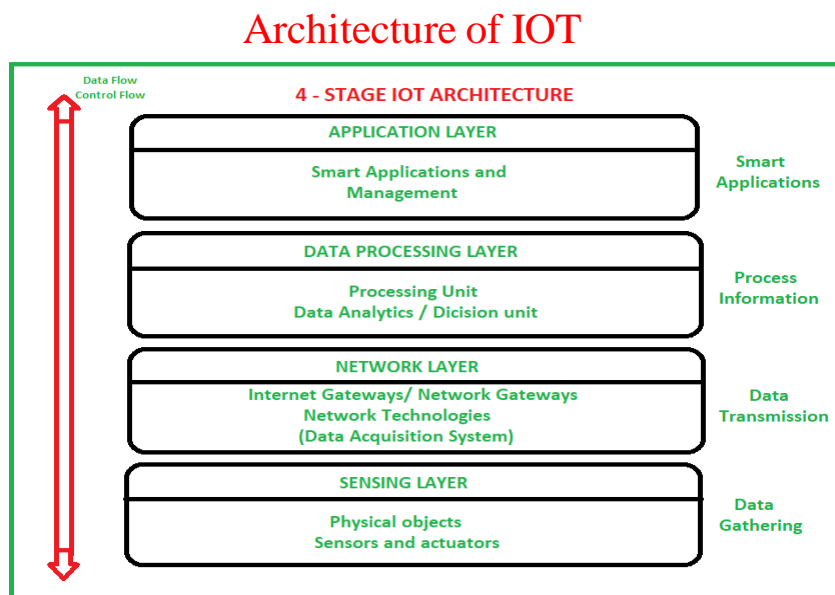 Architecture of IOT
Data Flow
Control Flow
4 - STAGE IOT ARCHITECTURE
APPLICATION LAYER
Smart Applications and
Management
Smart
Applications
DATA PROCESSING LAYER
Processing Unit
Data Analytics / Dicision unit
Process
Information
NETWORK LAYER
Internet Gateways/ Network Gateways
Network Technologies
(Data Acquisition System)
Data
Transmission
SENSING LAYER
Physical objects
Sensors and actuators
Data
Gathering